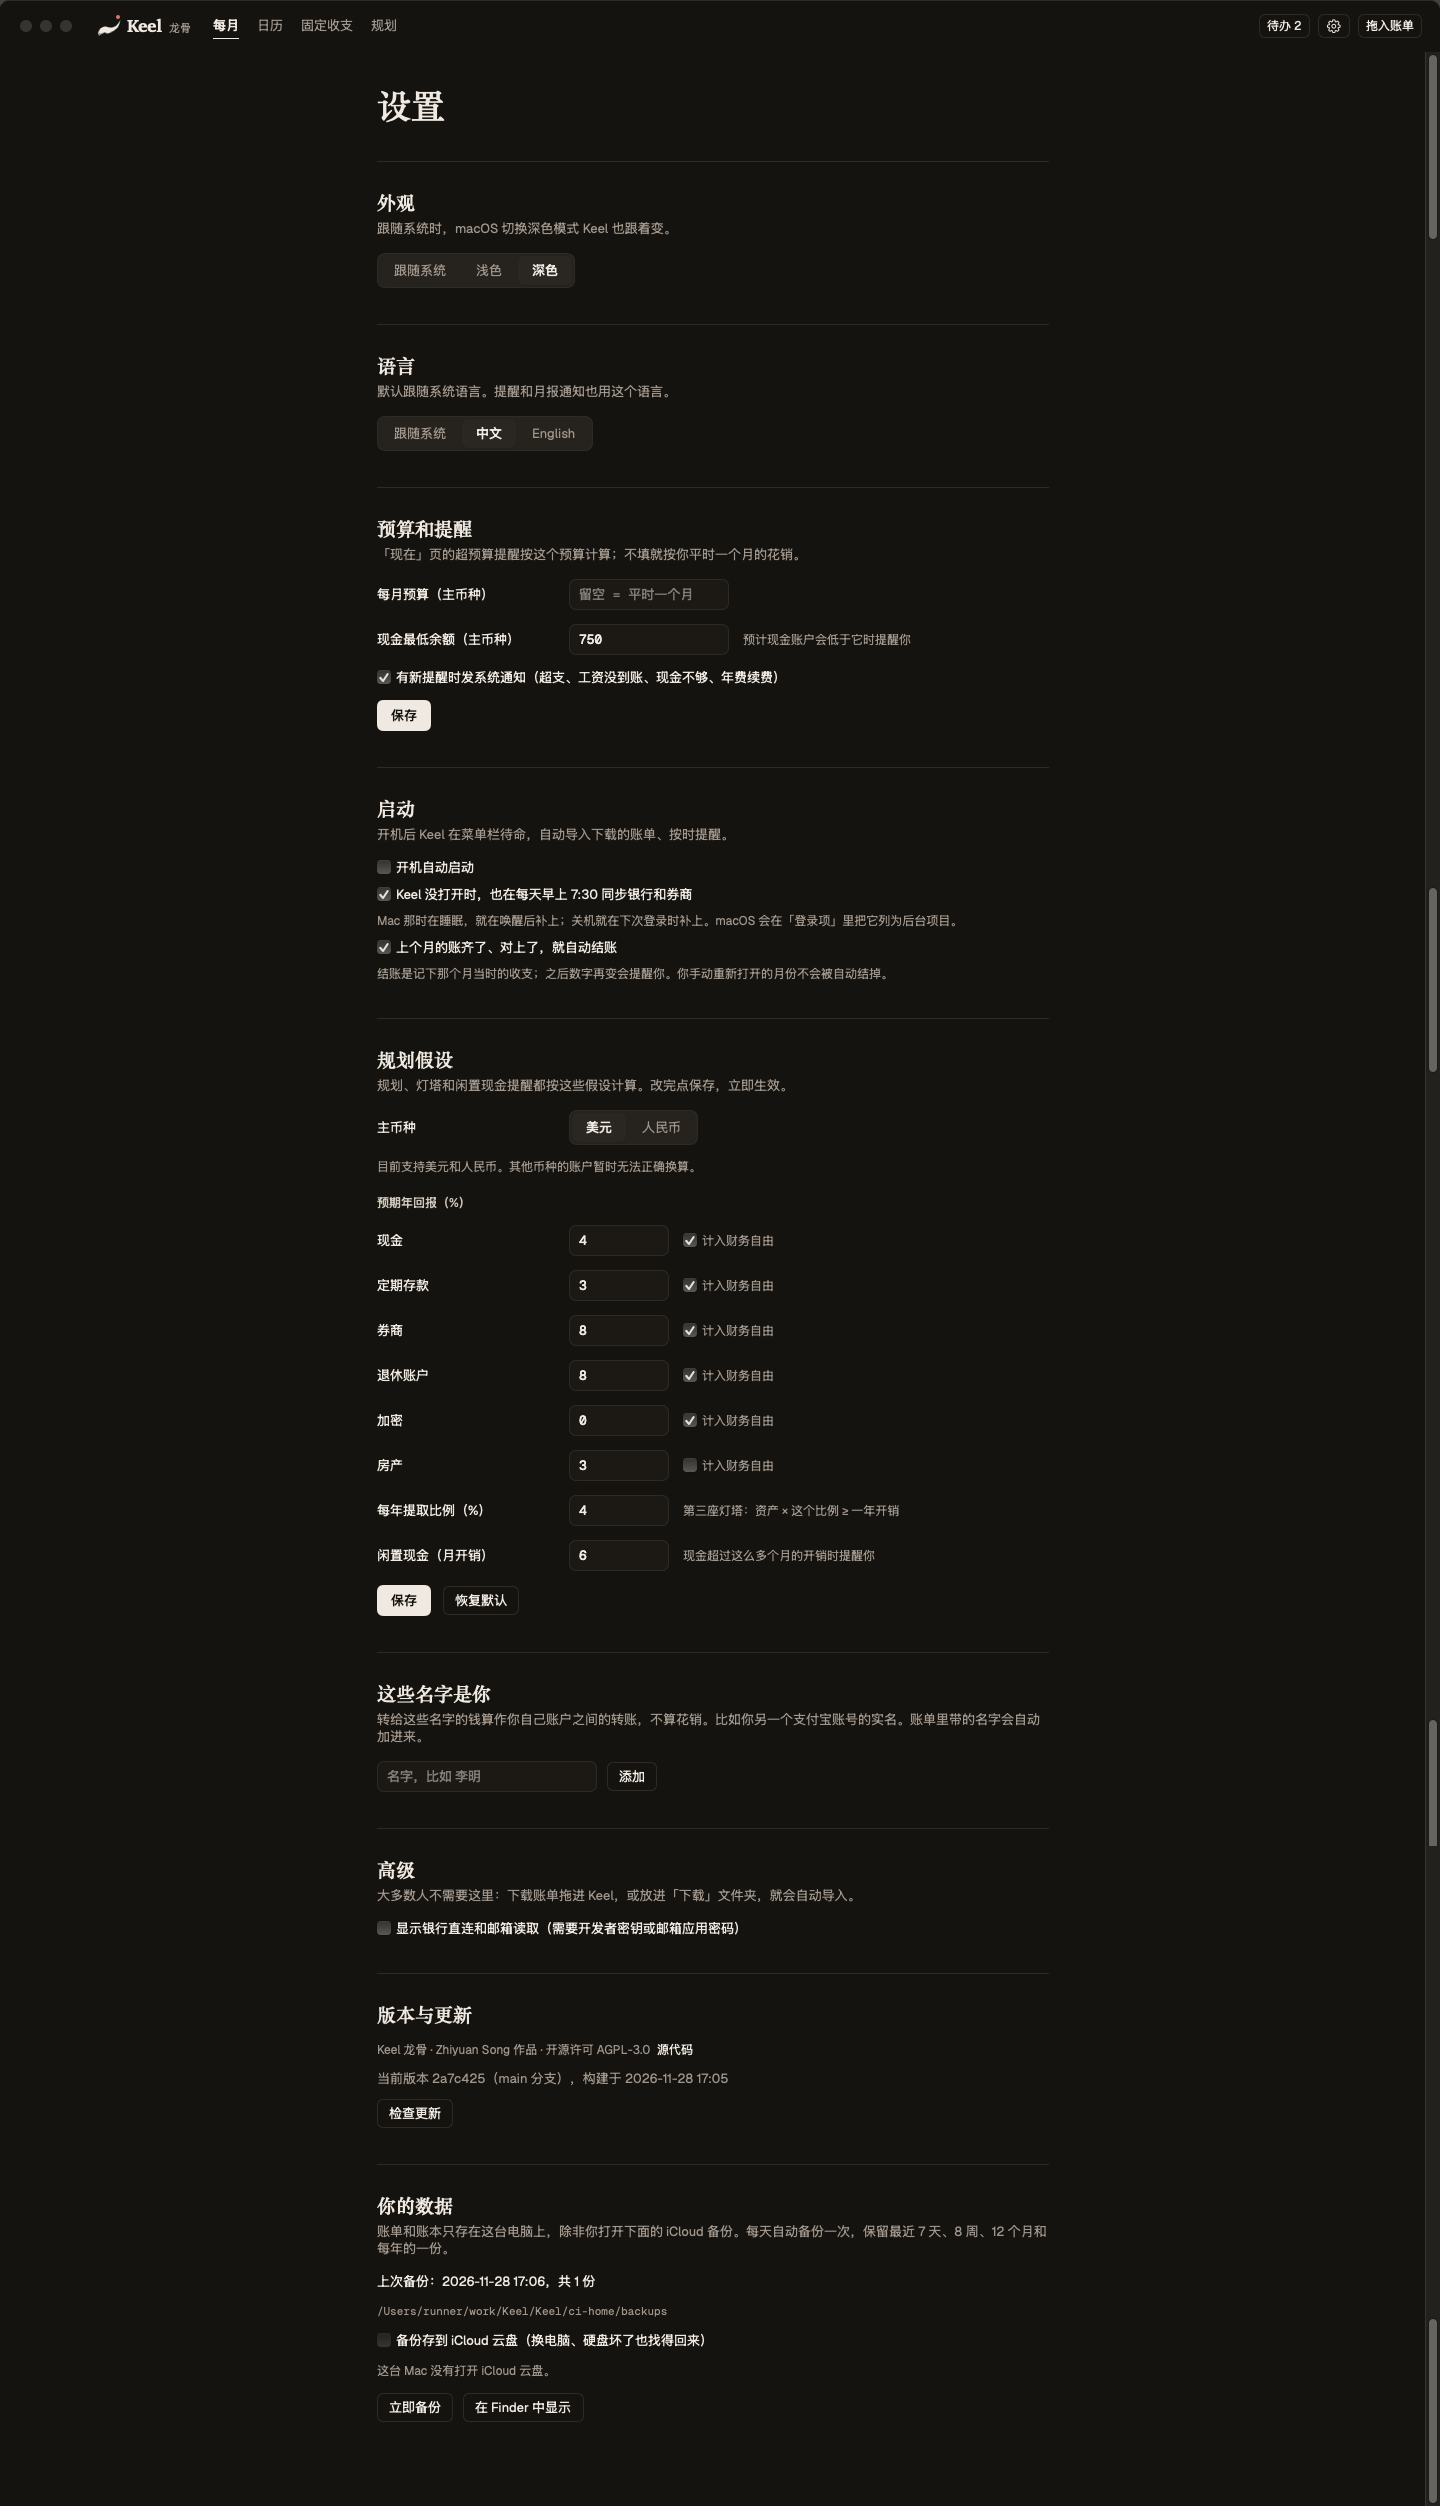 Keel 龙骨 每月 日历 固定收支 规划 待办 2 拖入账单
设置
外观
跟随系统时，macOS 切换深色模式 Keel 也跟着变。
跟随系统 浅色 深色
语言
默认跟随系统语言。提醒和月报通知也用这个语言。
跟随系统 中文 English
预算和提醒
「现在」页的超预算提醒按这个预算计算；不填就按你平时一个月的花销。
每月预算（主币种） 留空 = 平时一个月
现金最低余额（主币种） 750 预计现金账户会低于它时提醒你
有新提醒时发系统通知（超支、工资没到账、现金不够、年费续费）
保存
启动
开机后 Keel 在菜单栏待命，自动导入下载的账单、按时提醒。
开机自动启动
Keel 没打开时，也在每天早上 7:30 同步银行和券商
Mac 那时在睡眠，就在唤醒后补上；关机就在下次登录时补上。macOS 会在「登录项」里把它列为后台项目。
上个月的账齐了、对上了，就自动结账
结账是记下那个月当时的收支；之后数字再变会提醒你。你手动重新打开的月份不会被自动结掉。
规划假设
规划、灯塔和闲置现金提醒都按这些假设计算。改完点保存，立即生效。
主币种 美元 人民币
目前支持美元和人民币。其他币种的账户暂时无法正确换算。
预期年回报（%）
现金 4 计入财务自由
定期存款 3 计入财务自由
券商 8 计入财务自由
退休账户 8 计入财务自由
加密 0 计入财务自由
房产 3 计入财务自由
每年提取比例（%） 4 第三座灯塔：资产 × 这个比例 ≥ 一年开销
闲置现金（月开销） 6 现金超过这么多个月的开销时提醒你
保存 恢复默认
这些名字是你
转给这些名字的钱算作你自己账户之间的转账，不算花销。比如你另一个支付宝账号的实名。账单里带的名字会自动
加进来。
名字，比如 李明 添加
高级
大多数人不需要这里：下载账单拖进 Keel，或放进「下载」文件夹，就会自动导入。
显示银行直连和邮箱读取（需要开发者密钥或邮箱应用密码）
版本与更新
Keel 龙骨 · Zhiyuan Song 作品 · 开源许可 AGPL-3.0 源代码
当前版本 2a7c425（main 分支），构建于 2026-11-28 17:05
检查更新
你的数据
账单和账本只存在这台电脑上，除非你打开下面的 iCloud 备份。每天自动备份一次，保留最近 7 天、8 周、12 个月和
每年的一份。
上次备份：2026-11-28 17:06，共 1 份
/Users/runner/work/Keel/Keel/ci-home/backups
备份存到 iCloud 云盘（换电脑、硬盘坏了也找得回来）
这台 Mac 没有打开 iCloud 云盘。
立即备份 在 Finder 中显示